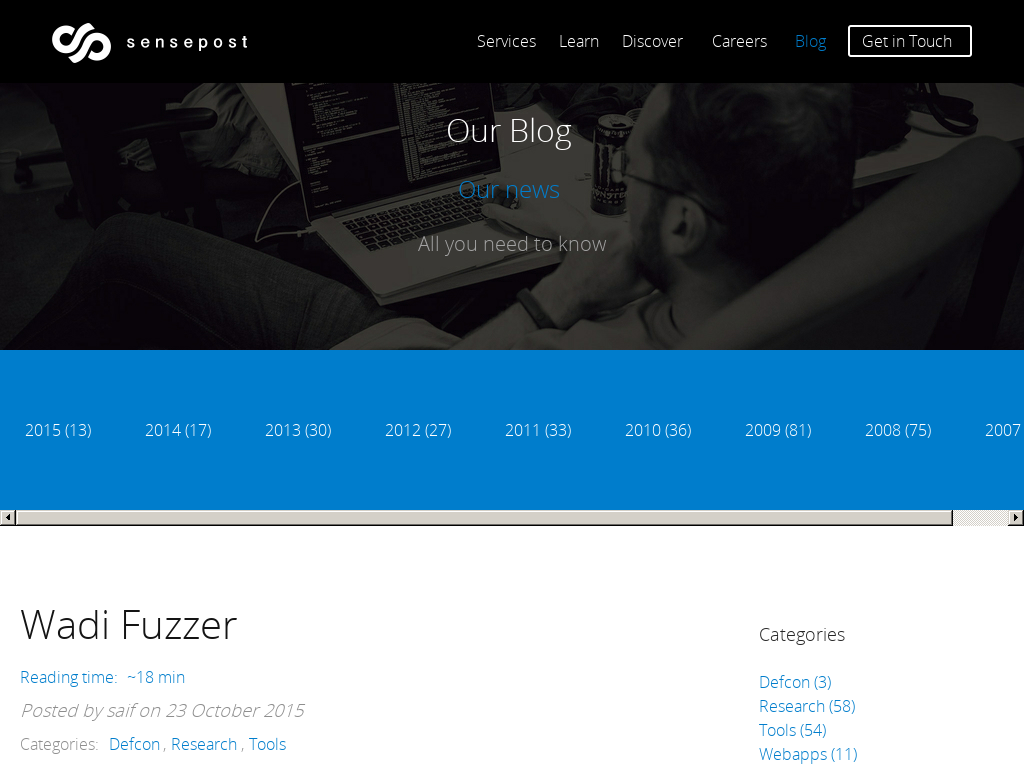 sensepost Services Learn Discover Careers Blog Get in Touch
Our Blog
Our news
All you need to know
2015 (13) 2014 (17) 2013 (30) 2012 (27) 2011 (33) 2010 (36) 2009 (81) 2008 (75) 2007
Wadi Fuzzer
Reading time: ~18 min
Posted by saif on 23 October 2015
Categories: Defcon , Research , Tools
Categories
Defcon (3)
Research (58)
Tools (54)
Webapps (11)